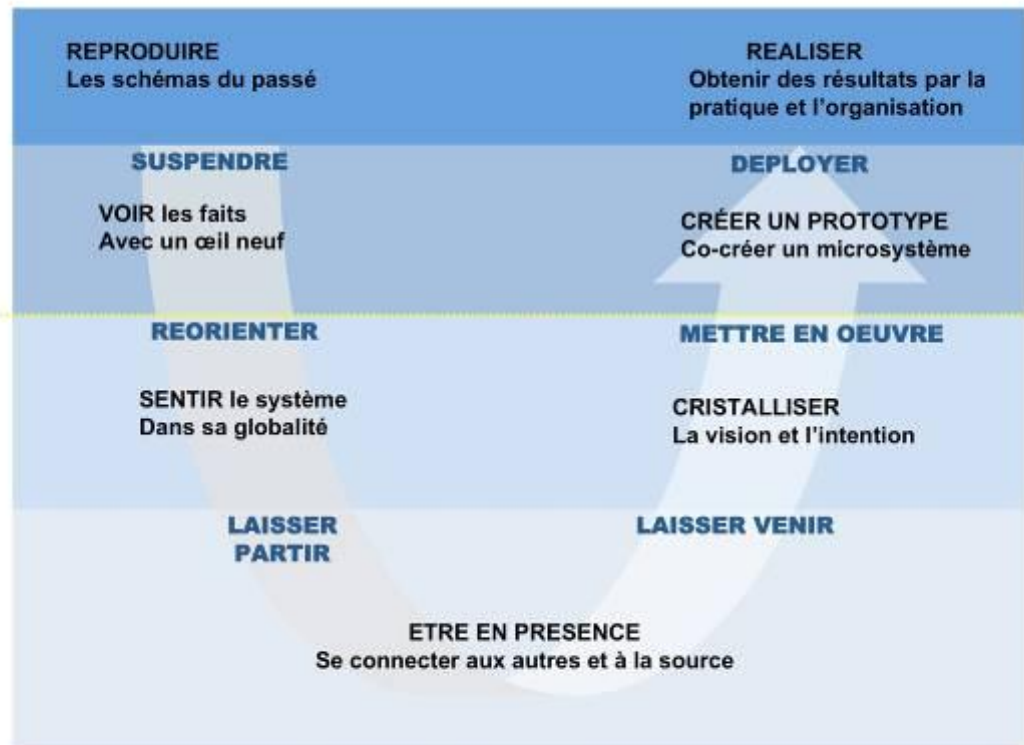 REPRODUIRE
Les schémas du passé
REALISER
Obtenir des résultats par la
pratique et l'organisation
SUSPENDRE
DEPLOYER
VOIR les faits
Avec un œil neuf
CRÉER UN PROTOTYPE
Co-créer un microsystème
REORIENTER
METTRE EN OEUVRE
SENTIR le système
Dans sa globalité
CRISTALLISER
La vision et l'intention
LAISSER
PARTIR
LAISSER VENIR
ETRE EN PRESENCE
Se connecter aux autres et à la source